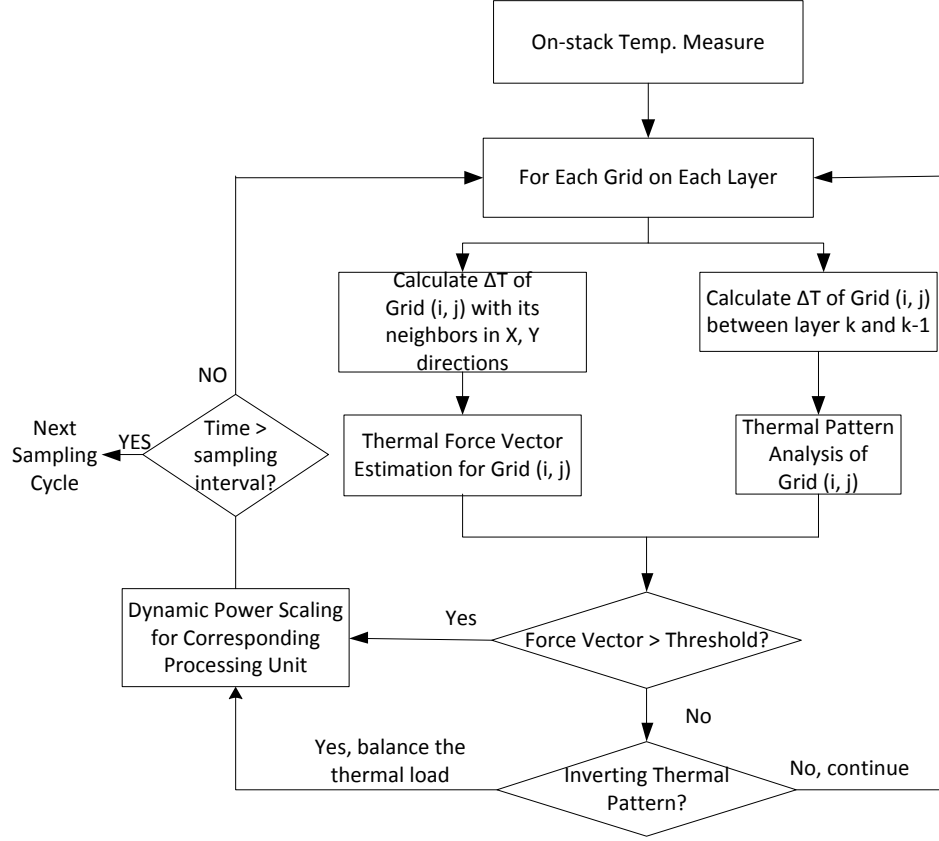 On-stack Temp. Measure
For Each Grid on Each Layer
Calculate ΔT of
Grid (i, j) with its
neighbors in X, Y
directions
Calculate ΔT of Grid (i, j)
between layer k and k-1
NO
Next
Sampling
Cycle
YES
Time >
sampling
interval?
Thermal Force Vector
Estimation for Grid (i, j)
Thermal Pattern
Analysis of
Grid (i, j)
Dynamic Power Scaling
for Corresponding
Processing Unit
Yes
Force Vector > Threshold?
No
Yes, balance the
thermal load
Inverting Thermal
Pattern?
No, continue